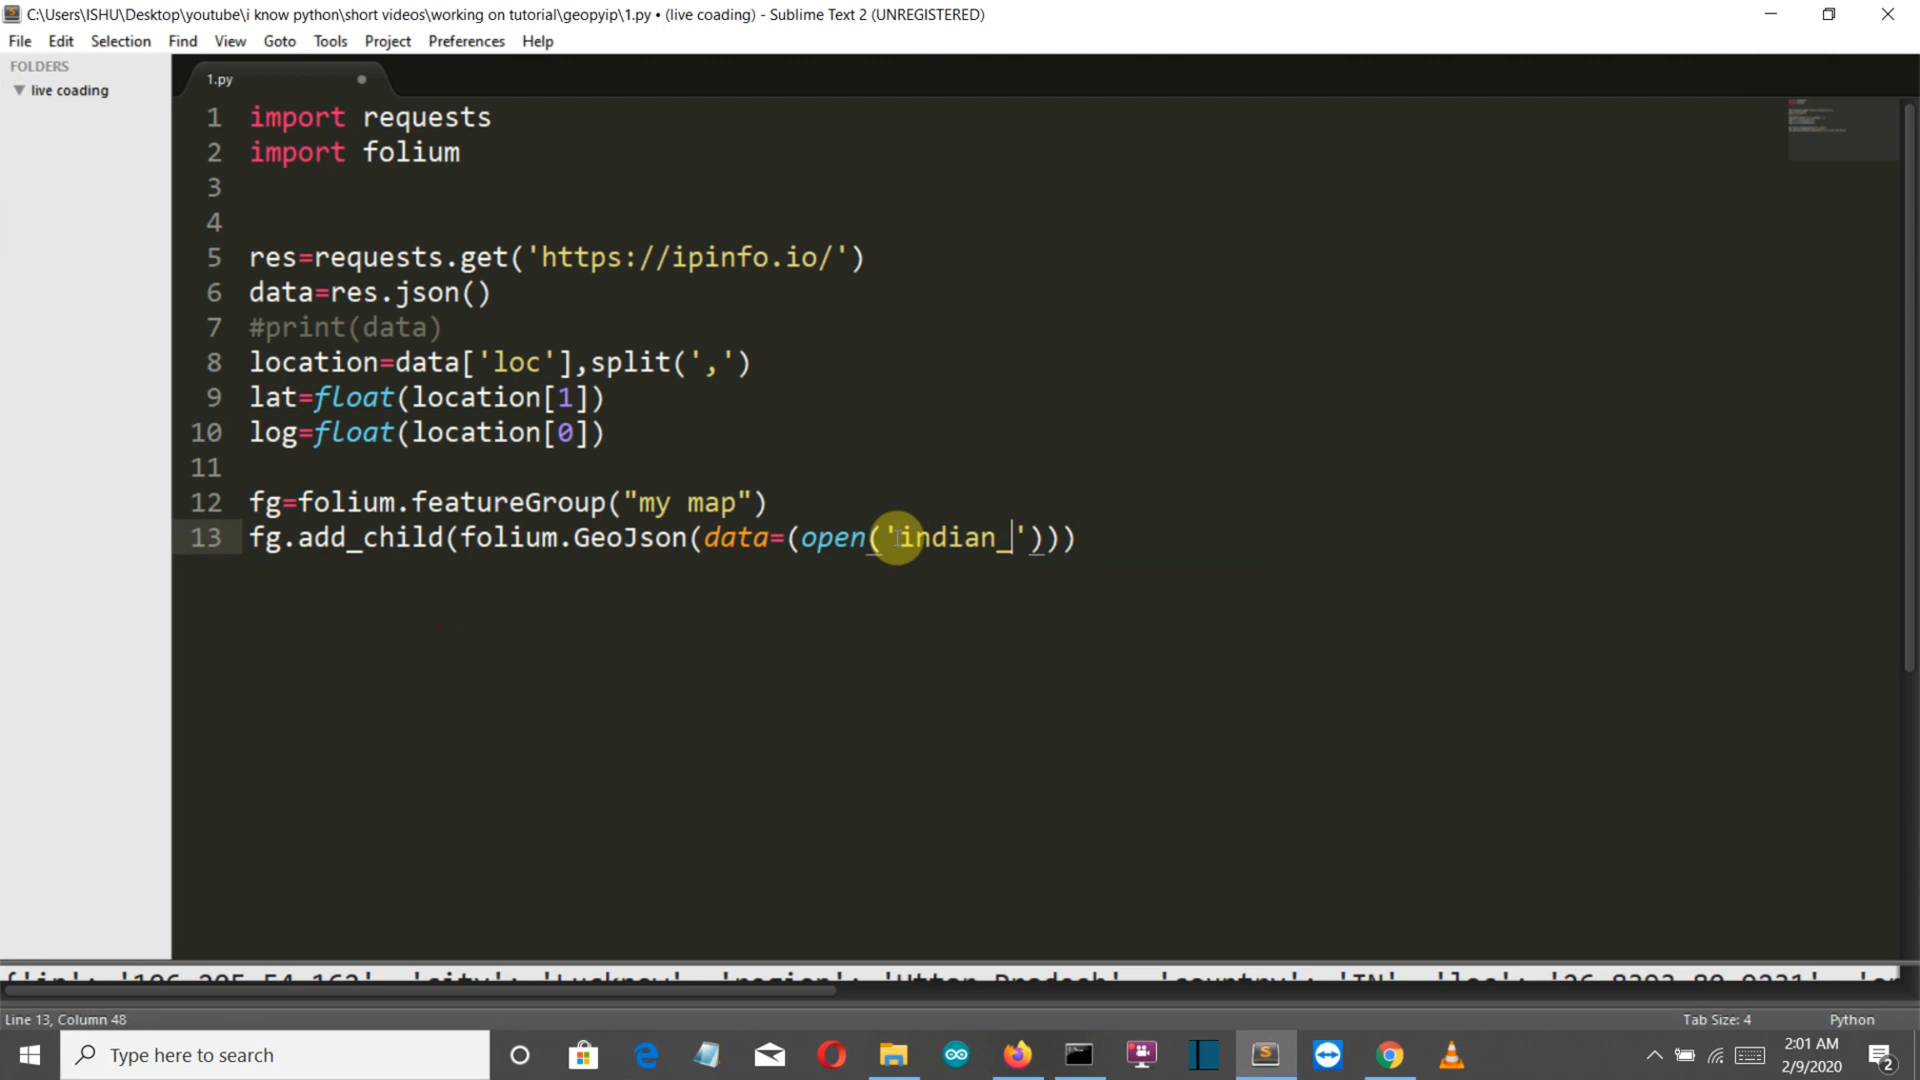 C:\Users\ISHU\Desktop\youtube\i know python\short videos\working on tutorial\geopyip\1.py • (live coading) - Sublime Text 2 (UNREGISTERED)
File Edit Selection Find View Goto Tools Project Preferences Help
FOLDERS
live coading
1.py
1 import requests
2 import folium
3
4
5 res=requests.get('https://ipinfo.io/')
6 data=res.json()
7 #print(data)
8 location=data['loc'],split(',')
9 lat=float(location[1])
10 log=float(location[0])
11
12 fg=folium.featureGroup("my map")
13 fg.add_child(folium.GeoJson(data=(open('indian_')))
Line 13, Column 48
Tab Size: 4
Python
Type here to search
2:01 AM
2/9/2020
2